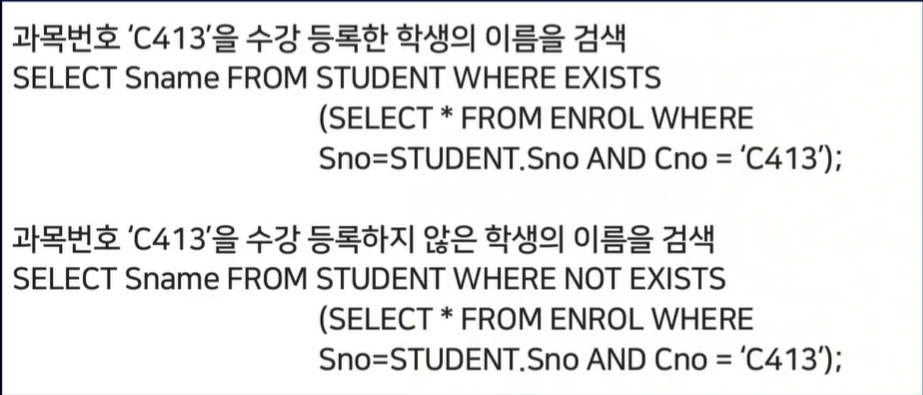 과목번호 ‘C413’을 수강 등록한 학생의 이름을 검색
SELECT Sname FROM STUDENT WHERE EXISTS
(SELECT * FROM ENROL WHERE
Sno=STUDENT.Sno AND Cno = ‘C413’);
과목번호 ‘C413’을 수강 등록하지 않은 학생의 이름을 검색
SELECT Sname FROM STUDENT WHERE NOT EXISTS
(SELECT * FROM ENROL WHERE
Sno=STUDENT.Sno AND Cno = ‘C413’);